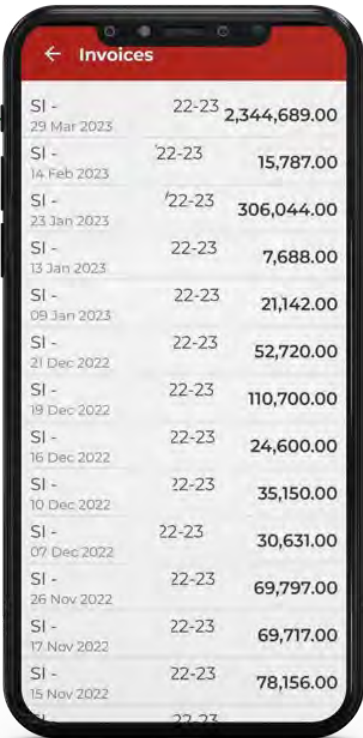 ← Invoices
SI - 22-23 2,344,689.00
29 Mar 2023
SI - '22-23 15,787.00
14 Feb 2023
SI - '22-23 306,044.00
23 Jan 2023
SI - 22-23 7,688.00
13 Jan 2023
SI - 22-23 21,142.00
09 Jan 2023
SI - 22-23 52,720.00
21 Dec 2022
SI - 22-23 110,700.00
19 Dec 2022
SI - 22-23 24,600.00
16 Dec 2022
SI - 22-23 35,150.00
10 Dec 2022
SI - 22-23 30,631.00
07 Dec 2022
SI - 22-23 69,797.00
26 Nov 2022
SI - 22-23 69,717.00
17 Nov 2022
SI - 22-23 78,156.00
15 Nov 2022
22-23